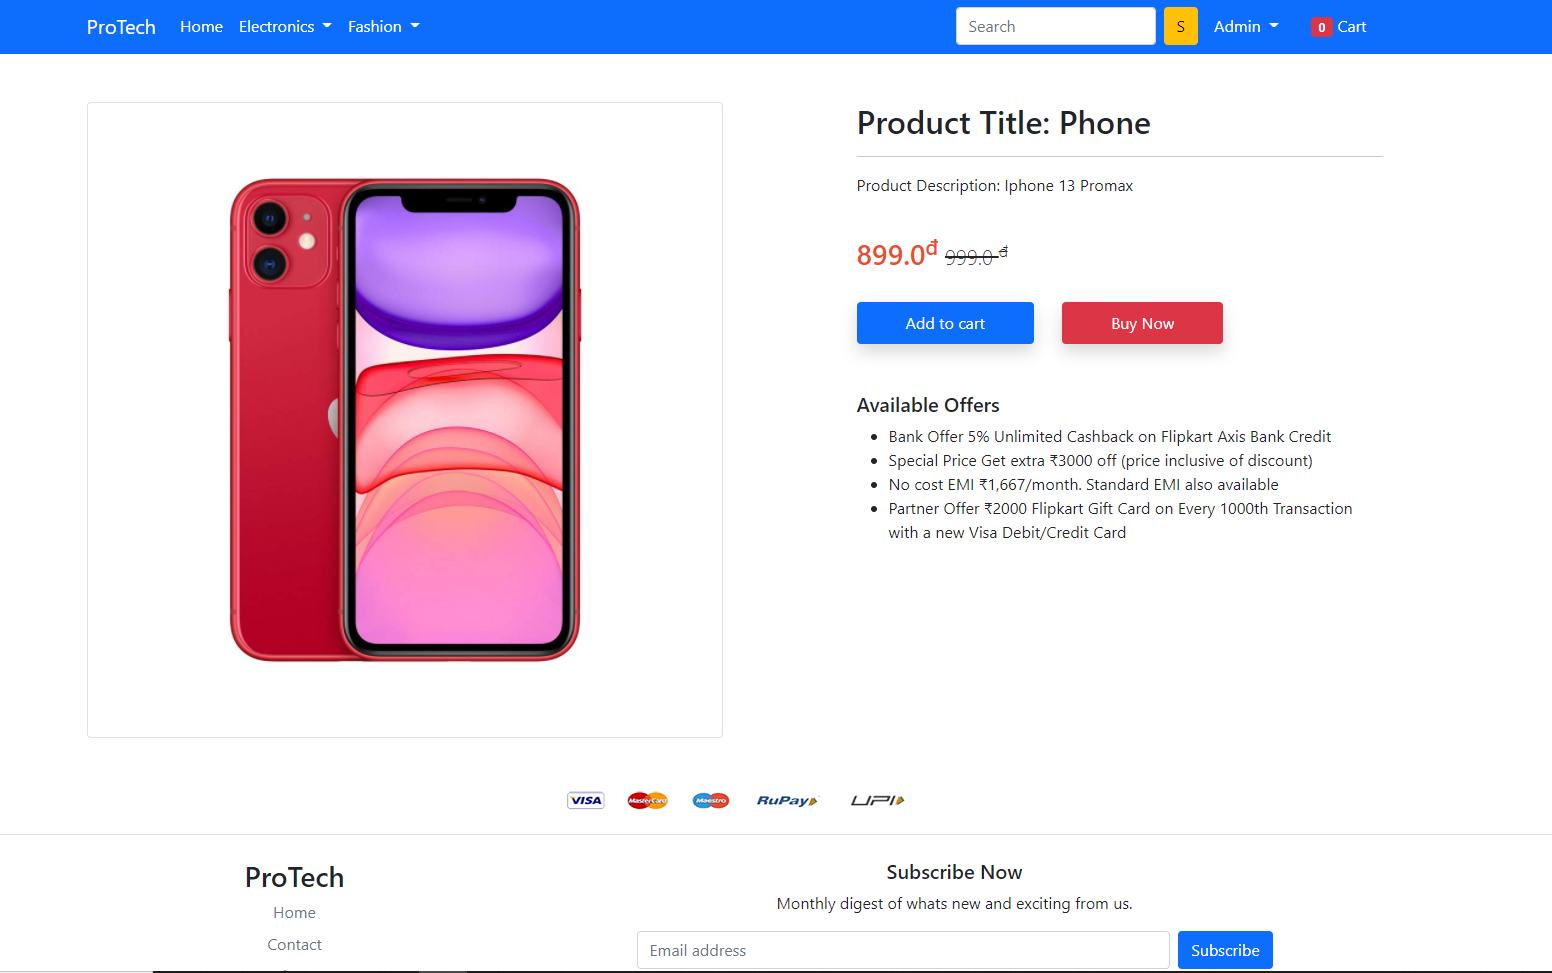 ProTech Home Electronics Fashion Search S Admin 0 Cart
Product Title: Phone
Product Description: Iphone 13 Promax
899.0đ 999.0 đ
Add to cart Buy Now
Available Offers
Bank Offer 5% Unlimited Cashback on Flipkart Axis Bank Credit
Special Price Get extra ₹3000 off (price inclusive of discount)
No cost EMI ₹1,667/month. Standard EMI also available
Partner Offer ₹2000 Flipkart Gift Card on Every 1000th Transaction
with a new Visa Debit/Credit Card
VISA MasterCard Maestro RuPay UPI
ProTech
Home
Contact
Subscribe Now
Monthly digest of whats new and exciting from us.
Email address Subscribe